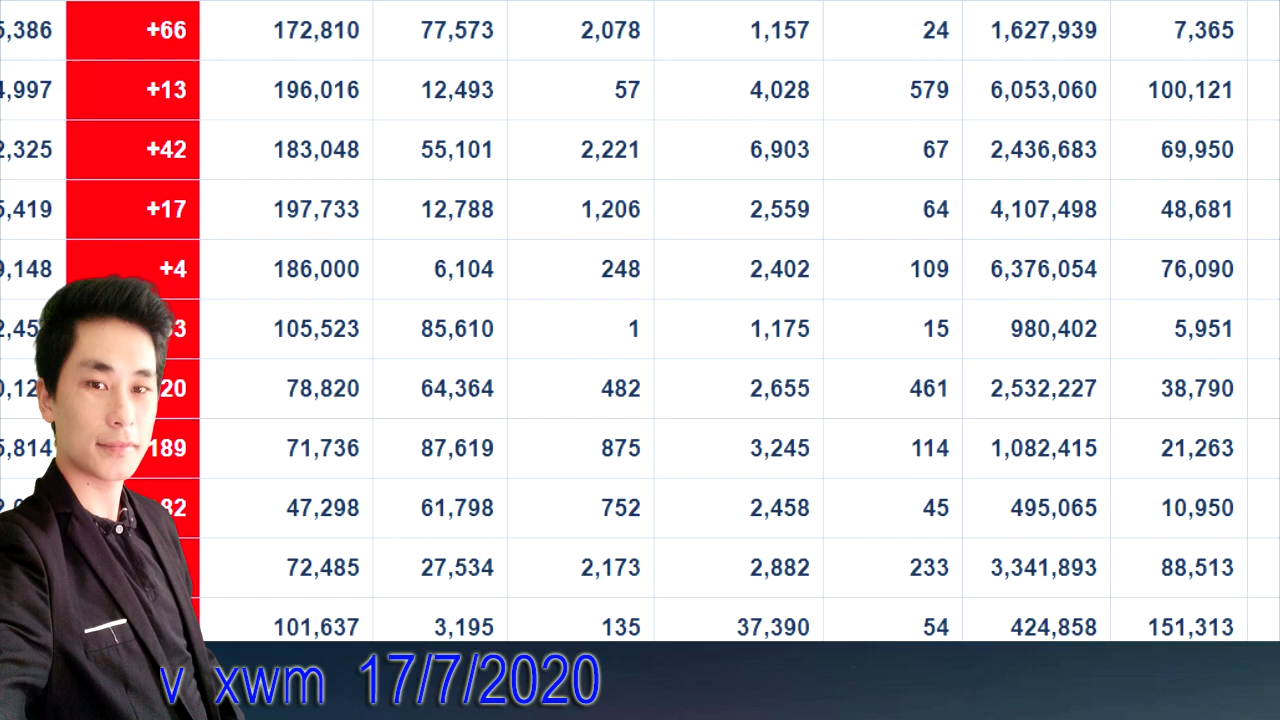 5,386 +66 172,810 77,573 2,078 1,157 24 1,627,939 7,365
4,997 +13 196,016 12,493 57 4,028 579 6,053,060 100,121
2,325 +42 183,048 55,101 2,221 6,903 67 2,436,683 69,950
5,419 +17 197,733 12,788 1,206 2,559 64 4,107,498 48,681
9,148 +4 186,000 6,104 248 2,402 109 6,376,054 76,090
105,523 85,610 1 1,175 15 980,402 5,951
20 78,820 64,364 482 2,655 461 2,532,227 38,790
5,814 189 71,736 87,619 875 3,245 114 1,082,415 21,263
82 47,298 61,798 752 2,458 45 495,065 10,950
72,485 27,534 2,173 2,882 233 3,341,893 88,513
101,637 3,195 135 37,390 54 424,858 151,313
v xwm 17/7/2020